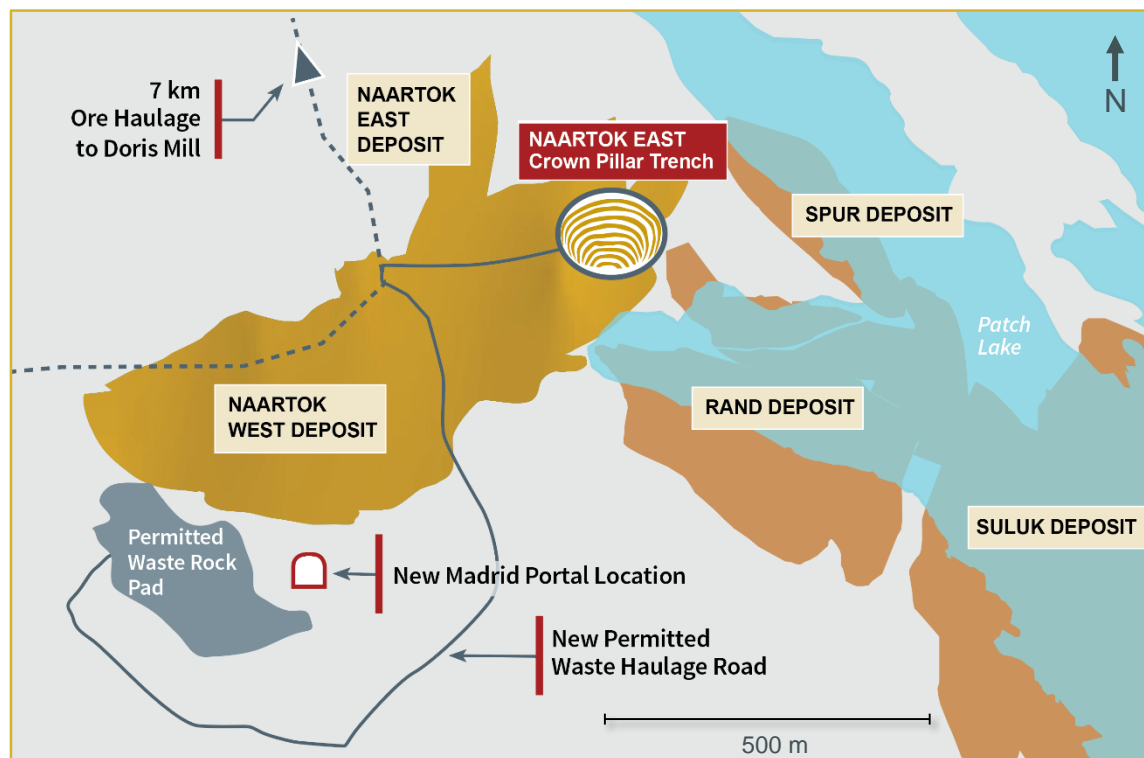 7 km
Ore Haulage
to Doris Mill
NAARTOK
EAST
DEPOSIT
NAARTOK EAST
Crown Pillar Trench
N
SPUR DEPOSIT
Patch
Lake
RAND DEPOSIT
NAARTOK
WEST DEPOSIT
SULUK DEPOSIT
Permitted
Waste Rock
Pad
New Madrid Portal Location
New Permitted
Waste Haulage Road
500 m